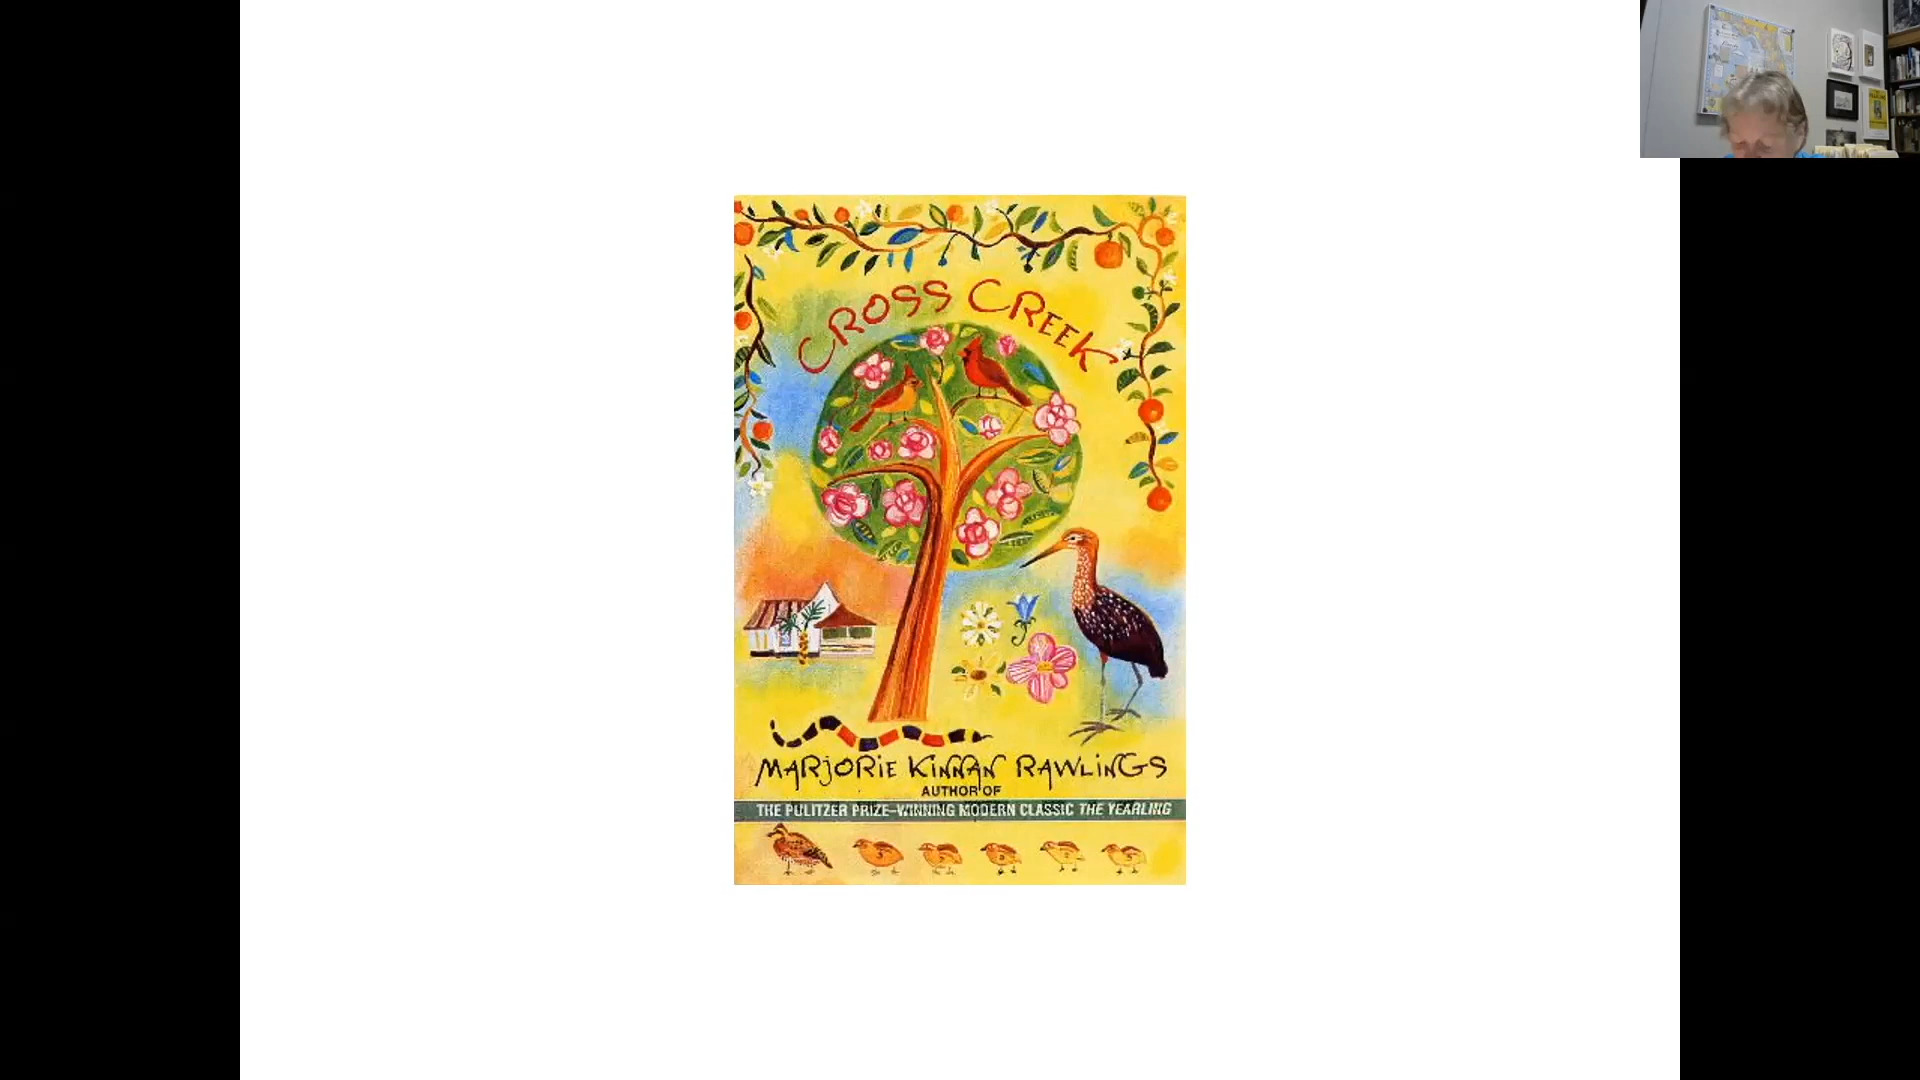 CROSS CREEK
MARJORIE KINNAN RAWLINGS
AUTHOR OF
THE PULITZER PRIZE–WINNING MODERN CLASSIC THE YEARLING